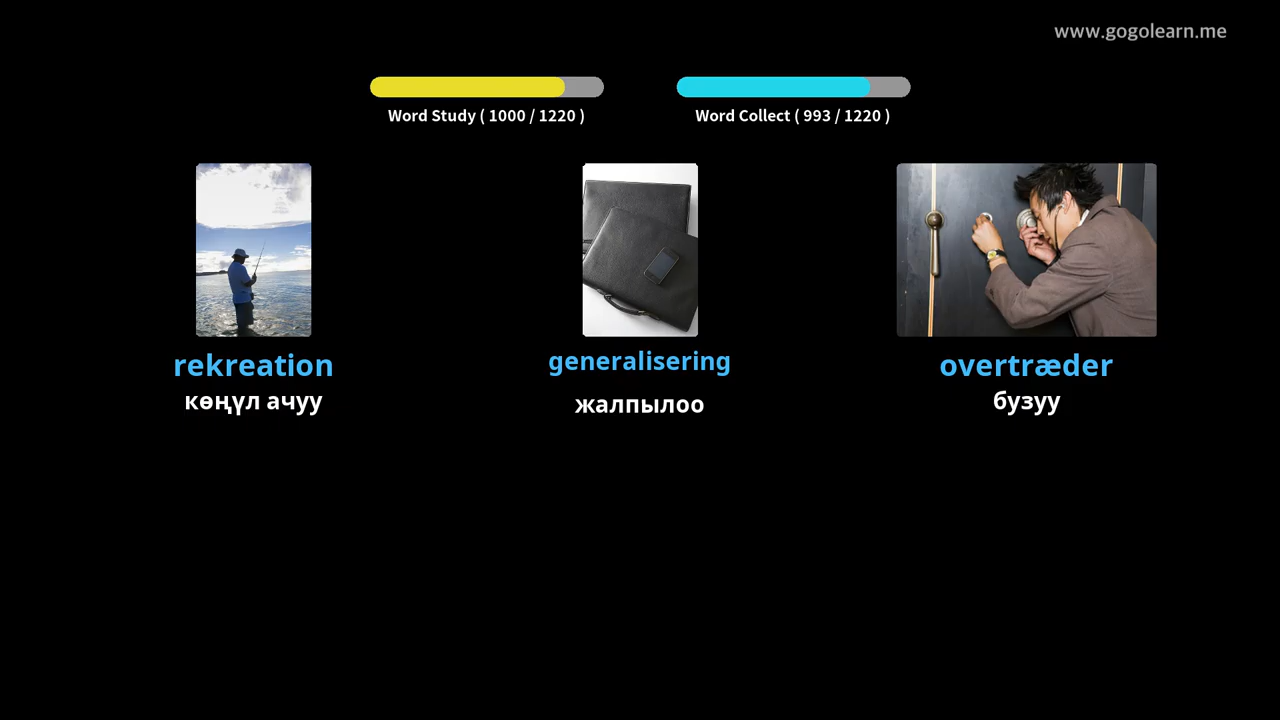 www.gogolearn.me
Word Study ( 1000 / 1220 )
Word Collect ( 993 / 1220 )
rekreation
көңүл ачуу
generalisering
жалпылоо
overtræder
бузуу